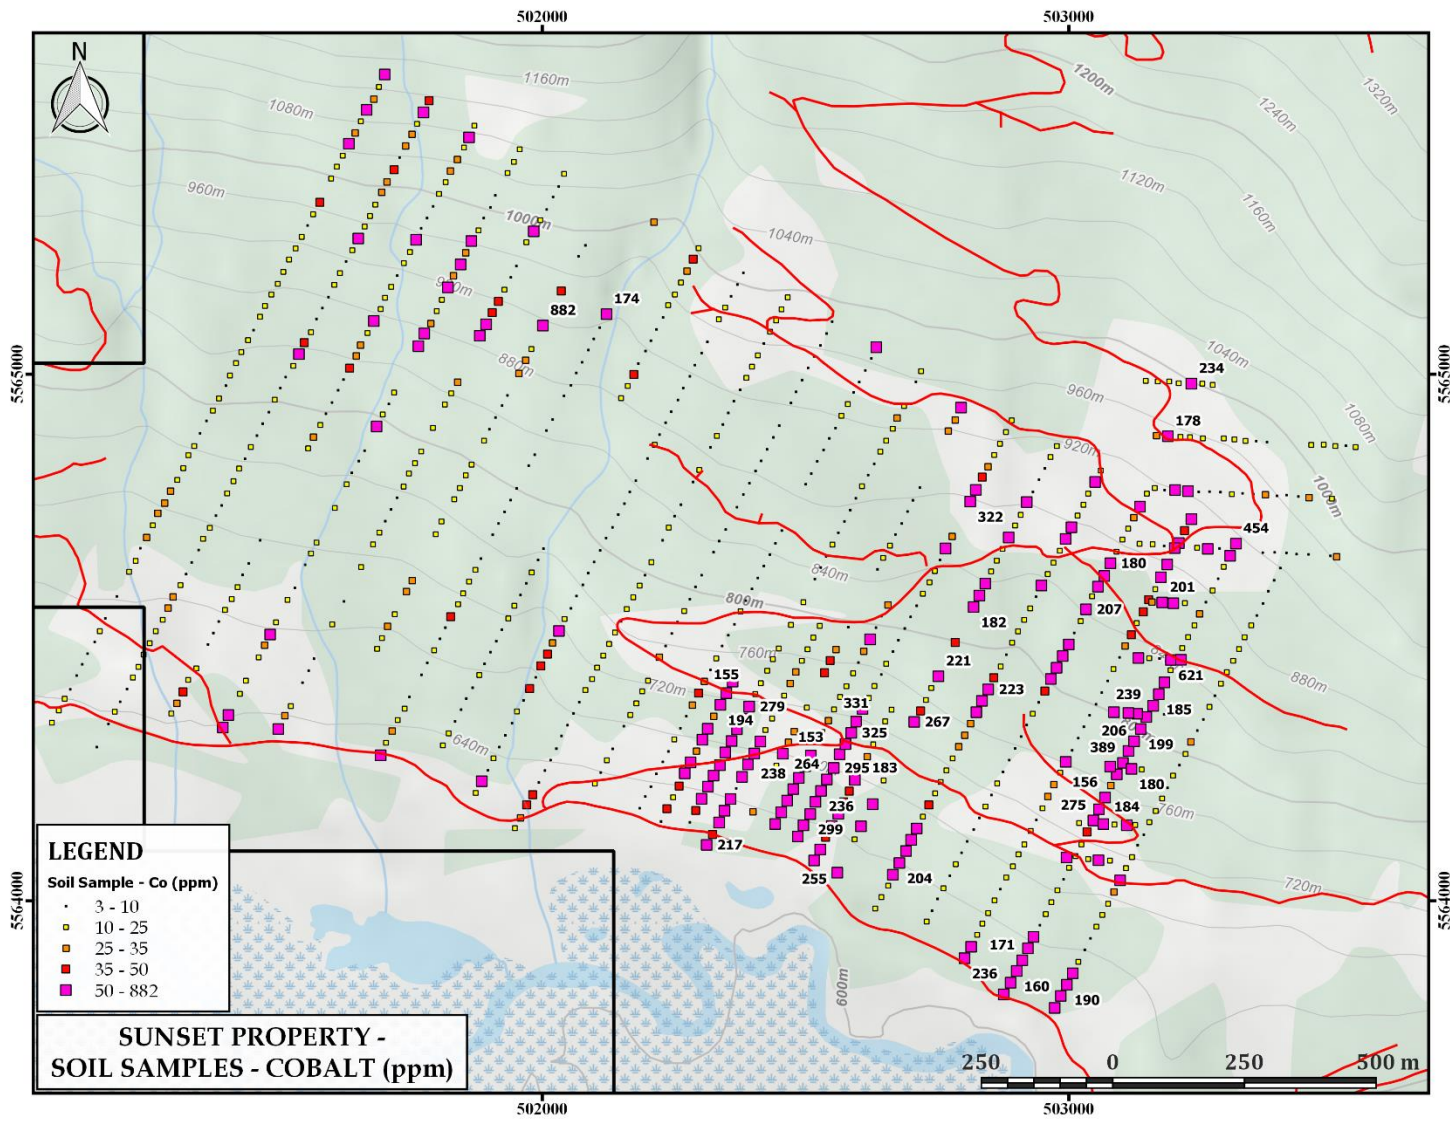 502000
503000
N
1160m
1200m
1320m
1080m
1240m
1120m
960m
1160m
1000m
1040m
882
174
5565000
5565000
880m
1040m
234
960m
1080m
178
920m
1000m
322
454
840m
180
201
800m
207
182
760m
221
155
621
720m
880m
223
239
279
331
185
267
194
325
206
640m
153
199
389
264
295
183
238
156
180
236
275
184
760m
299
217
255
204
720m
5564000
5564000
171
236
600m
160
190
LEGEND
Soil Sample - Co (ppm)
3 - 10
10 - 25
25 - 35
35 - 50
50 - 882
SUNSET PROPERTY -
SOIL SAMPLES - COBALT (ppm)
250
0
250
500 m
502000
503000